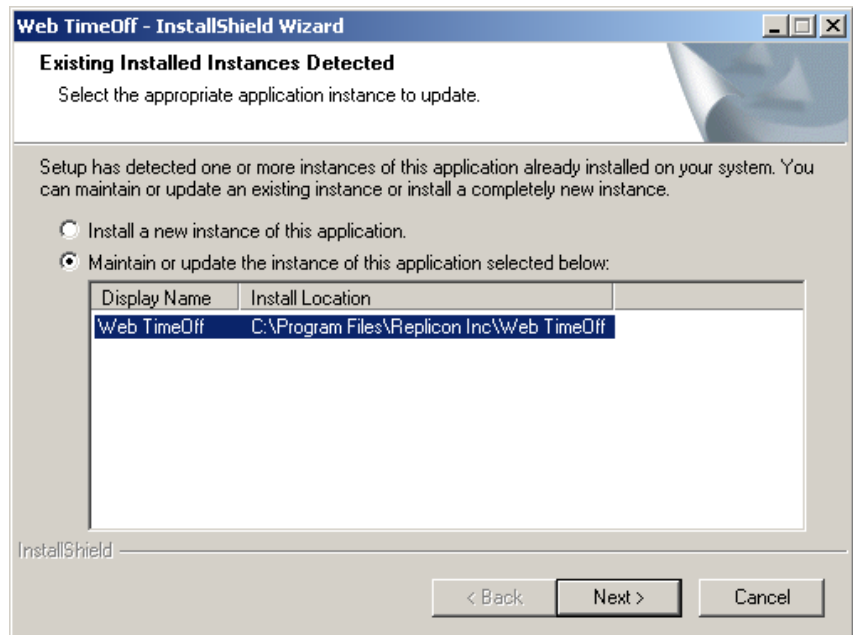 Web TimeOff - InstallShield Wizard
Existing Installed Instances Detected
Select the appropriate application instance to update.
Setup has detected one or more instances of this application already installed on your system. You
can maintain or update an existing instance or install a completely new instance.
Install a new instance of this application.
Maintain or update the instance of this application selected below:
Display Name Install Location
Web TimeOff C:\Program Files\Replicon Inc\Web TimeOff
InstallShield
< Back Next > Cancel